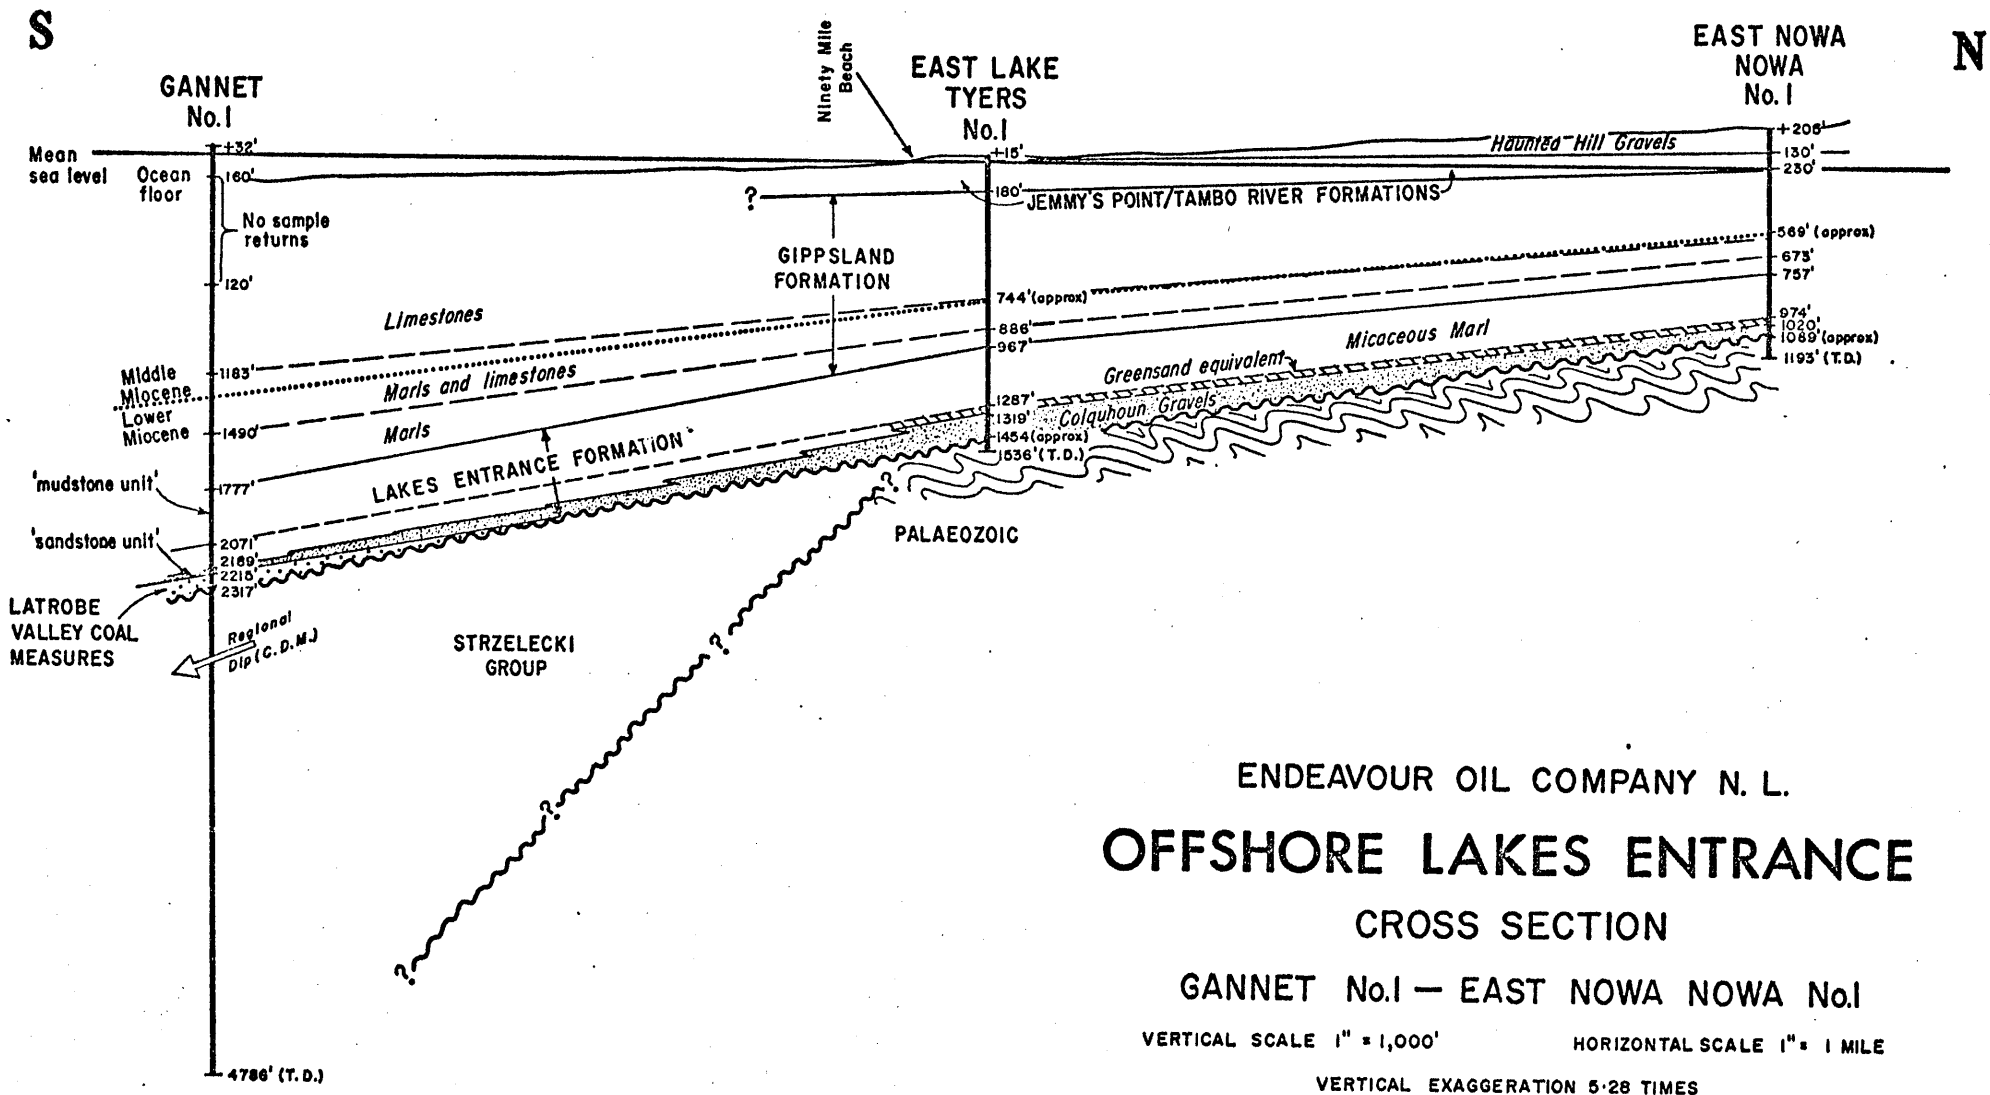 S
N
GANNET
No.1
Ninety Mile
Beach
EAST LAKE
TYERS
No.1
EAST NOWA
NOWA
No.1
Mean
sea level
Ocean
floor
+32'
160'
No sample
returns
120'
1183'
1490'
1777'
2071'
2169'
2215'
2317'
4786' (T.D.)
Middle
Miocene
Lower
Miocene
'mudstone unit'
'sandstone unit'
LATROBE
VALLEY COAL
MEASURES
Regional
Dip (C.D.M.)
Limestones
Marls and limestones
Marls
LAKES ENTRANCE FORMATION
GIPPSLAND
FORMATION
?
+15'
180'
744' (approx)
886'
967'
1287'
1319'
1454 (approx)
1536' (T.D.)
Haunted Hill Gravels
JEMMY'S POINT/TAMBO RIVER FORMATIONS
Micaceous Marl
Greensand equivalent
Colquhoun Gravels
+205'
130'
230'
569' (approx)
673'
757'
974'
1020'
1089' (approx)
1193' (T.D.)
STRZELECKI
GROUP
PALAEOZOIC
?
?
?
?
ENDEAVOUR OIL COMPANY N. L.
OFFSHORE LAKES ENTRANCE
CROSS SECTION
GANNET No.1 — EAST NOWA NOWA No.1
VERTICAL SCALE 1" = 1,000' HORIZONTAL SCALE 1" = 1 MILE
VERTICAL EXAGGERATION 5·28 TIMES